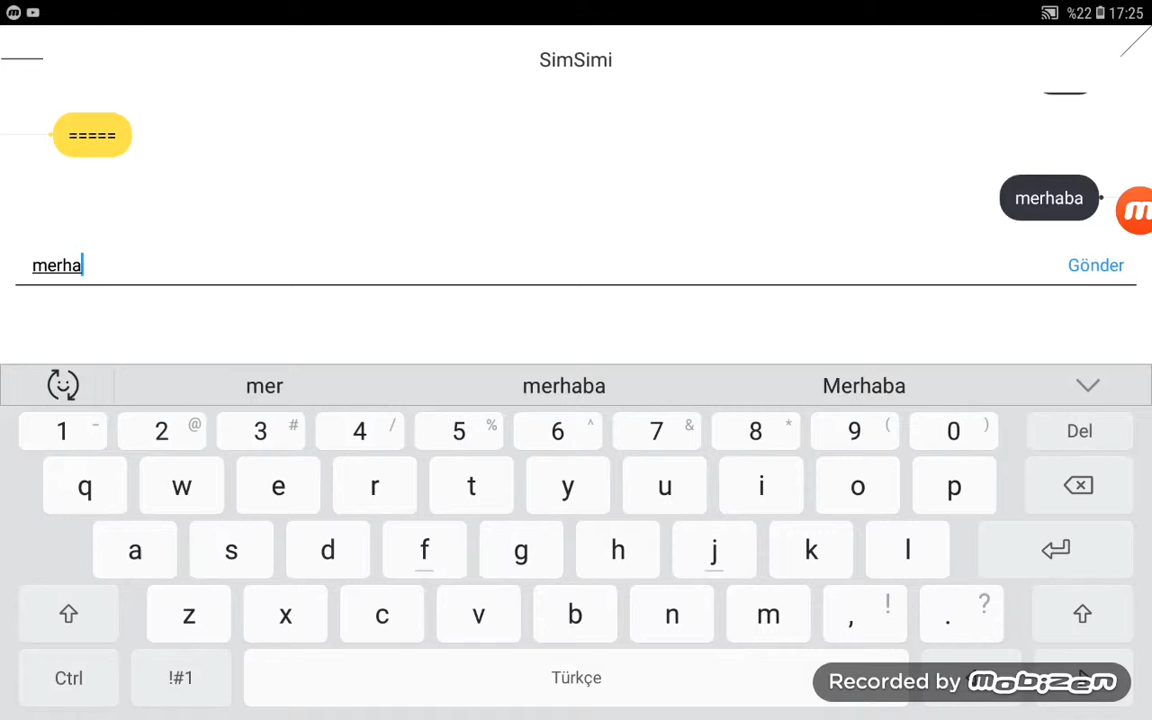 %22 17:25
SimSimi
=====
merhaba
merha
Gönder
mer merhaba Merhaba
1 - 2 @ 3 # 4 / 5 % 6 ^ 7 & 8 * 9 ( 0 ) Del
q w e r t y u i o p
a s d f g h j k l
z x c v b n m , ! . ?
Ctrl !#1 Türkçe
Recorded by mobizen